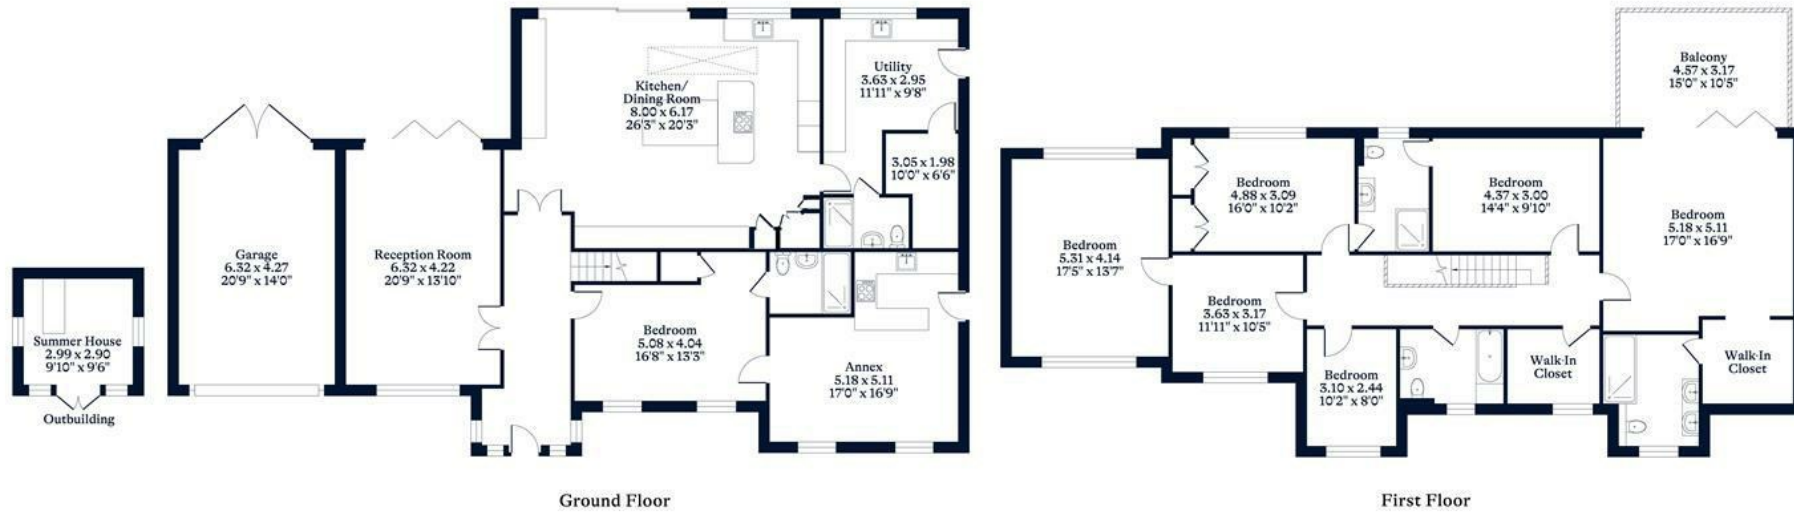 Summer House
2.99 x 2.90
9'10" x 9'6"
Outbuilding
Garage
6.32 x 4.27
20'9" x 14'0"
Reception Room
6.32 x 4.22
20'9" x 13'10"
Kitchen/
Dining Room
8.00 x 6.17
26'3" x 20'3"
Utility
3.63 x 2.95
11'11" x 9'8"
3.05 x 1.98
10'0" x 6'6"
Bedroom
5.08 x 4.04
16'8" x 13'3"
Annex
5.18 x 5.11
17'0" x 16'9"
Ground Floor
Balcony
4.57 x 3.17
15'0" x 10'5"
Bedroom
5.31 x 4.14
17'5" x 13'7"
Bedroom
4.88 x 3.09
16'0" x 10'2"
Bedroom
4.37 x 3.00
14'4" x 9'10"
Bedroom
5.18 x 5.11
17'0" x 16'9"
Bedroom
3.63 x 3.17
11'11" x 10'5"
Bedroom
3.10 x 2.44
10'2" x 8'0"
Walk-In
Closet
Walk-In
Closet
First Floor